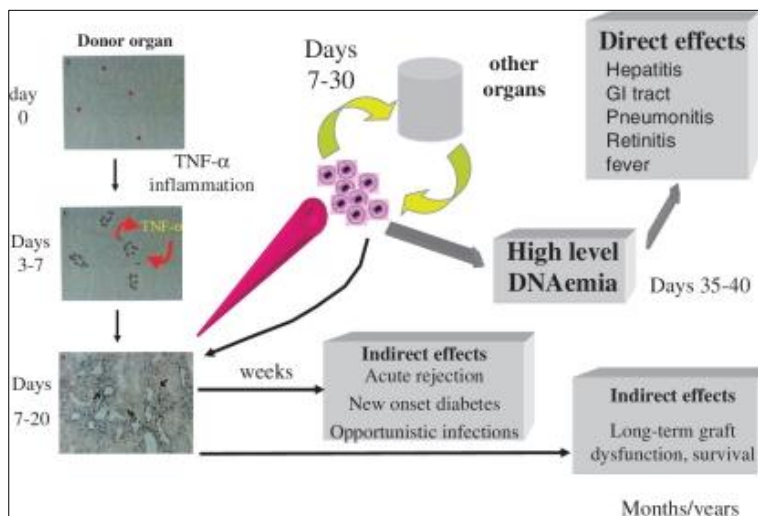 Donor organ
day
0
TNF-α
inflammation
Days
3-7
TNF-α
Days
7-20
Days
7-30
other
organs
Direct effects
Hepatitis
GI tract
Pneumonitis
Retinitis
fever
High level
DNAemia
Days 35-40
weeks
Indirect effects
Acute rejection
New onset diabetes
Opportunistic infections
Indirect effects
Long-term graft
dysfunction, survival
Months/years